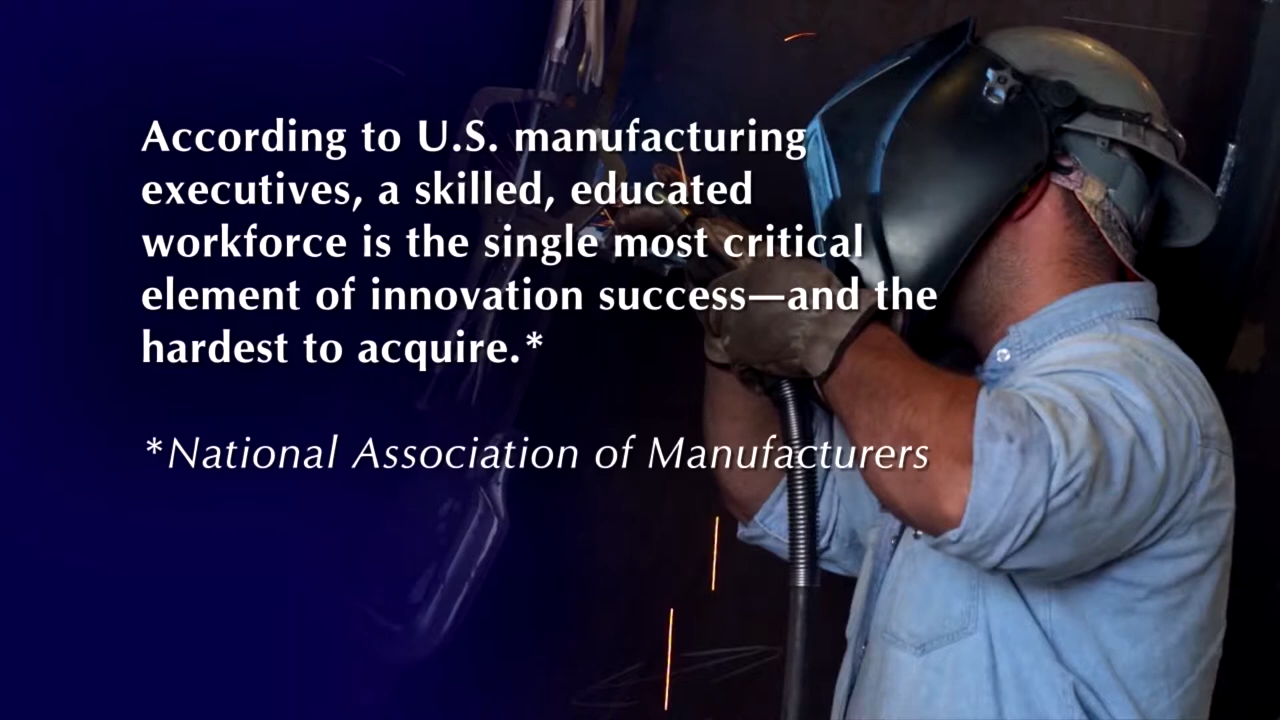 According to U.S. manufacturing
executives, a skilled, educated
workforce is the single most critical
element of innovation success—and the
hardest to acquire.*
*National Association of Manufacturers